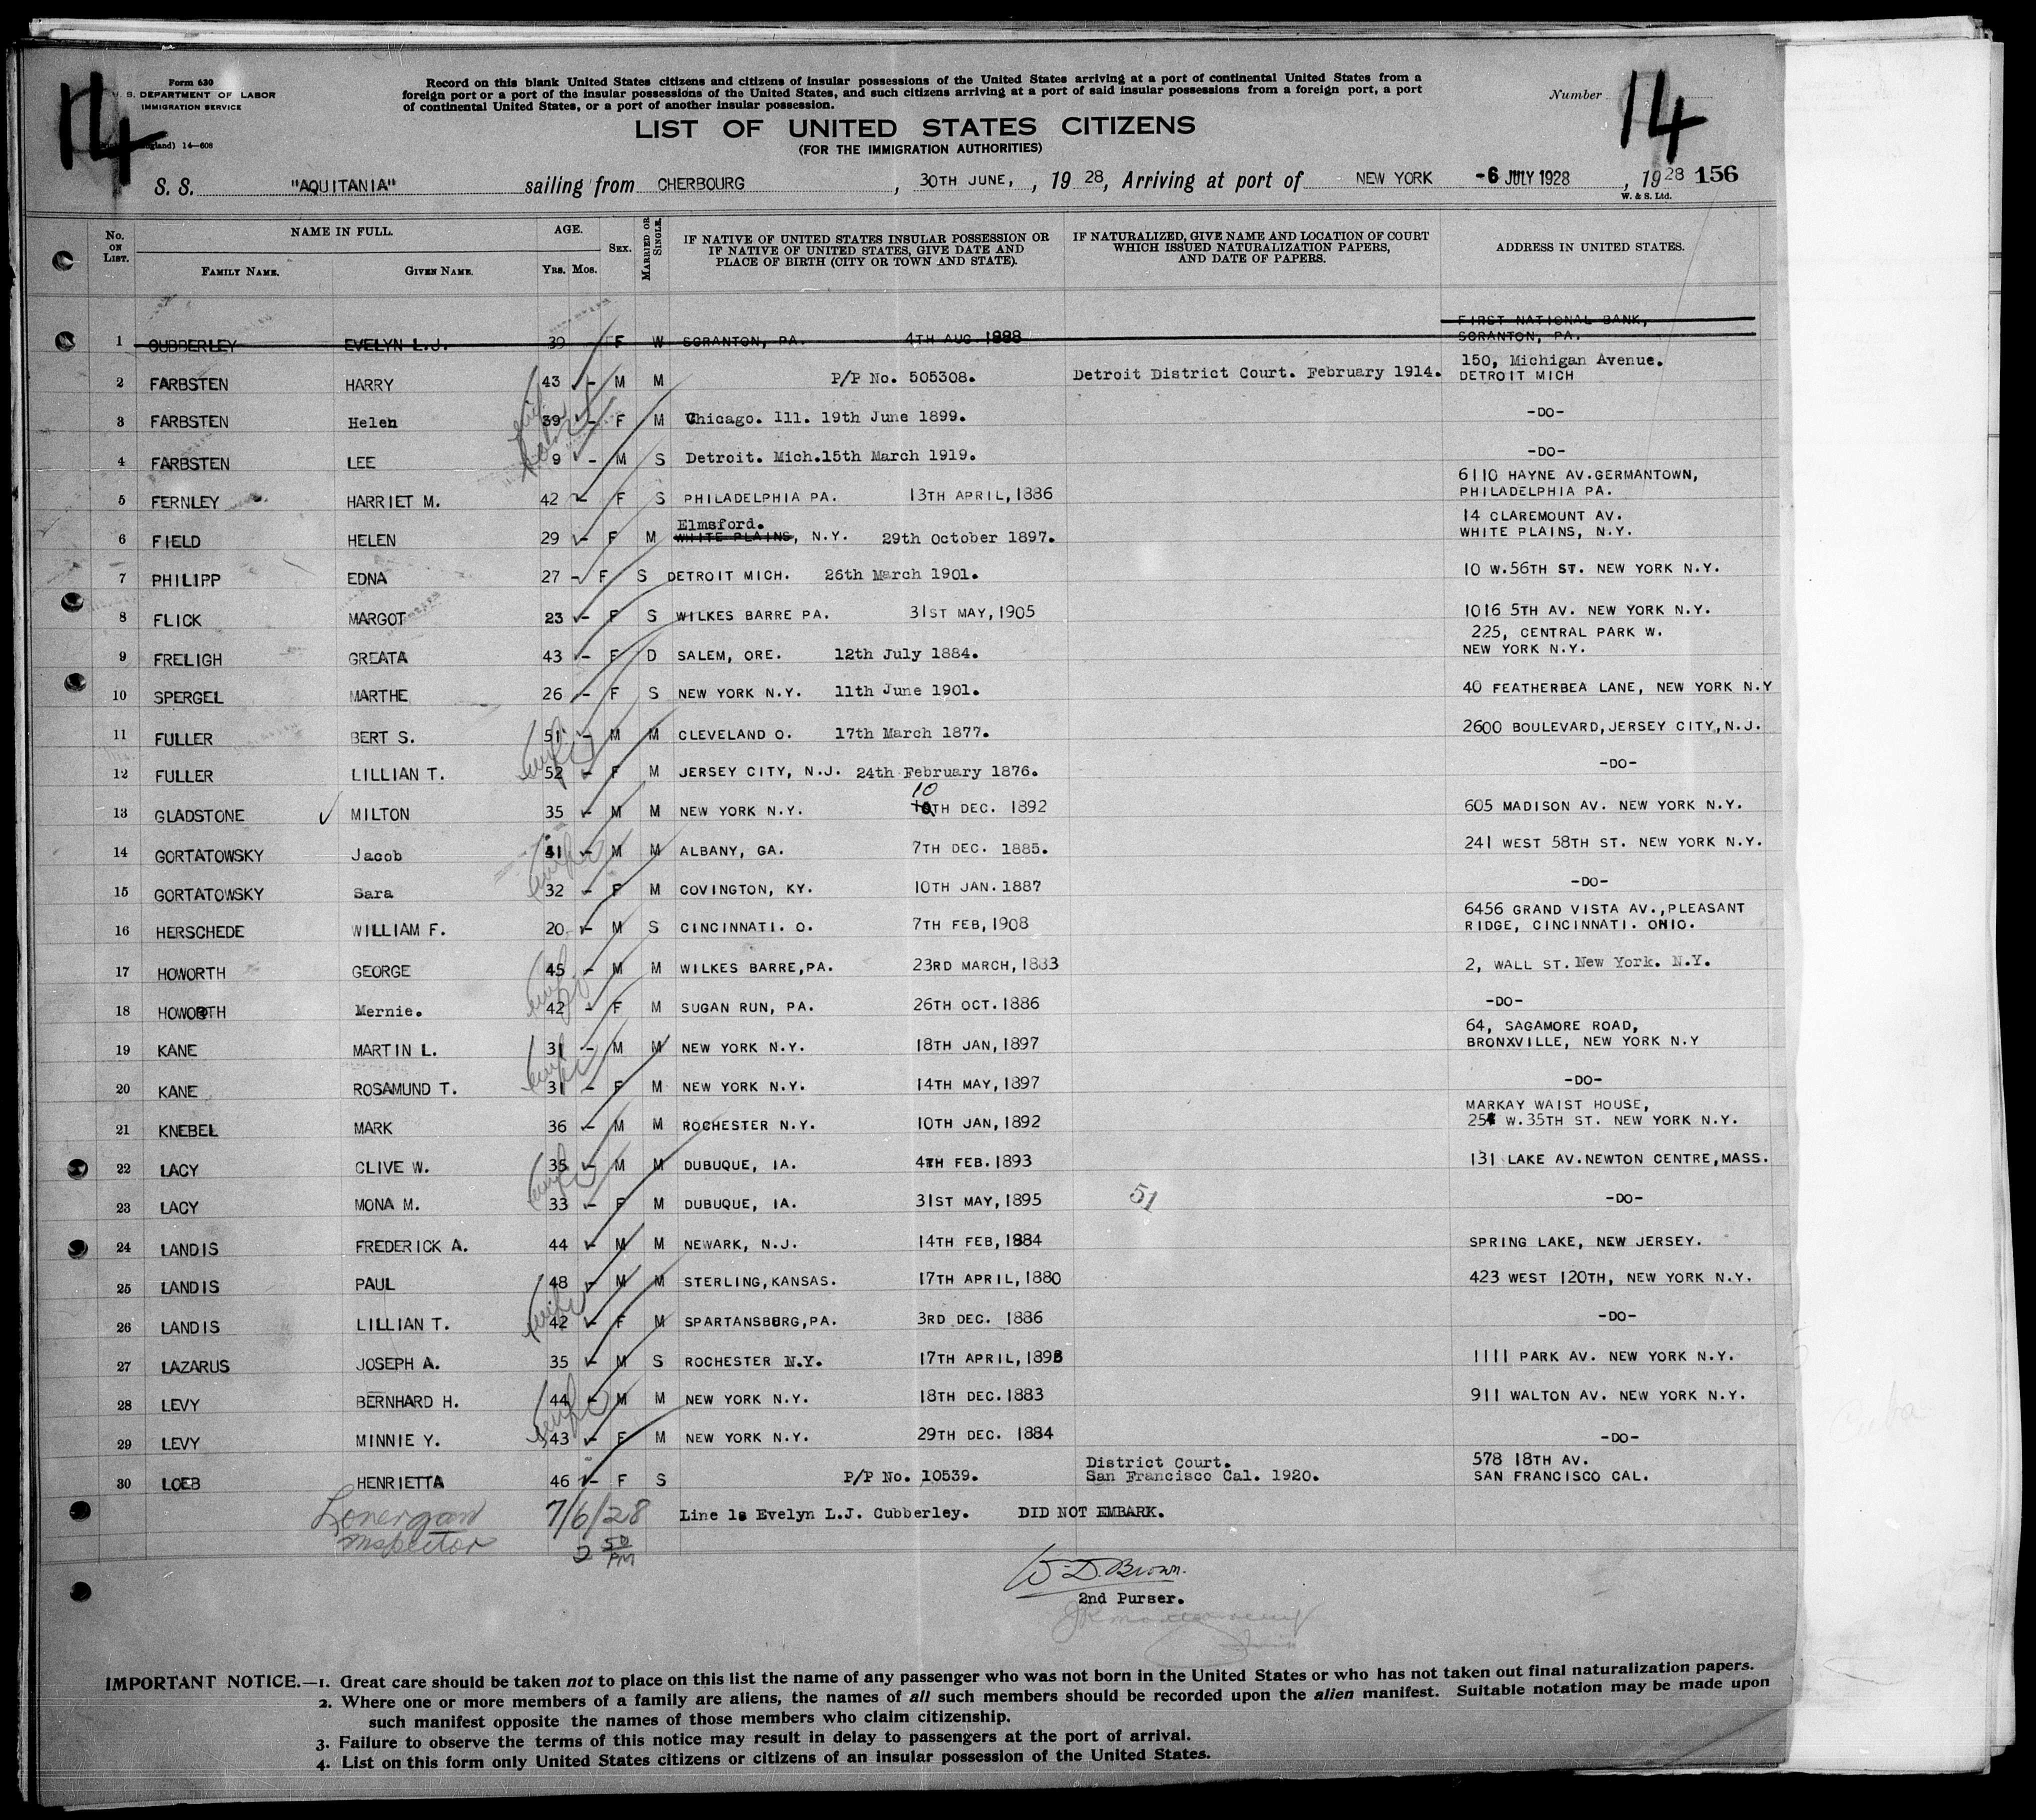 14
Form 630
U. S. DEPARTMENT OF LABOR
IMMIGRATION SERVICE
14—608
Record on this blank United States citizens and citizens of insular possessions of the United States arriving at a port of continental United States from a
foreign port or a port of the insular possessions of the United States, and such citizens arriving at a port of said insular possessions from a foreign port, a port
of continental United States, or a port of another insular possession.
Number 14
LIST OF UNITED STATES CITIZENS
(FOR THE IMMIGRATION AUTHORITIES)
S. S. "AQUITANIA" sailing from CHERBOURG, 30TH JUNE, , 19 28, Arriving at port of NEW YORK -6 JULY 1928, 19 28 156
W. & S. Ltd.
No. ON LIST. NAME IN FULL. FAMILY NAME. GIVEN NAME. AGE. YRS. MOS. SEX. MARRIED OR SINGLE. IF NATIVE OF UNITED STATES INSULAR POSSESSION OR IF NATIVE OF UNITED STATES, GIVE DATE AND PLACE OF BIRTH (CITY OR TOWN AND STATE). IF NATURALIZED, GIVE NAME AND LOCATION OF COURT WHICH ISSUED NATURALIZATION PAPERS, AND DATE OF PAPERS. ADDRESS IN UNITED STATES.
1 CUBBERLEY EVELYN L.J. 39 F W SCRANTON, PA. 4TH AUG. 1888 FIRST NATIONAL BANK, SCRANTON, PA.
2 FARBSTEN HARRY 43 - M M P/P No. 505308. Detroit District Court. February 1914. 150, Michigan Avenue. DETROIT MICH
3 FARBSTEN Helen 39 - F M Chicago. Ill. 19th June 1899. -DO-
4 FARBSTEN LEE 9 - M S Detroit. Mich.15th March 1919. -DO-
5 FERNLEY HARRIET M. 42 - F S PHILADELPHIA PA. 13TH APRIL, 1886 6110 HAYNE AV.GERMANTOWN, PHILADELPHIA PA.
6 FIELD HELEN 29 - F M Elmsford. WHITE PLAINS, N.Y. 29th October 1897. 14 CLAREMOUNT AV. WHITE PLAINS, N.Y.
7 PHILIPP EDNA 27 - F S DETROIT MICH. 26th March 1901. 10 W.56TH ST. NEW YORK N.Y.
8 FLICK MARGOT 23 - F S WILKES BARRE PA. 31ST MAY, 1905 1016 5TH AV. NEW YORK N.Y.
9 FRELIGH GREATA 43 - F D SALEM, ORE. 12th July 1884. 225, CENTRAL PARK W. NEW YORK N.Y.
10 SPERGEL MARTHE 26 - F S NEW YORK N.Y. 11th June 1901. 40 FEATHERBEA LANE, NEW YORK N.Y
11 FULLER BERT S. 51 - M M CLEVELAND O. 17th March 1877. 2600 BOULEVARD, JERSEY CITY, N.J.
12 FULLER LILLIAN T. 52 - F M JERSEY CITY, N.J. 24th February 1876. -DO-
13 GLADSTONE MILTON 35 - M M NEW YORK N.Y. 10TH DEC. 1892 605 MADISON AV. NEW YORK N.Y.
14 GORTATOWSKY Jacob 41 - M M ALBANY, GA. 7TH DEC. 1885. 241 WEST 58TH ST. NEW YORK N.Y.
15 GORTATOWSKY Sara 32 - F M COVINGTON, KY. 10TH JAN. 1887 -DO-
16 HERSCHEDE WILLIAM F. 20 - M S CINCINNATI. O. 7TH FEB, 1908 6456 GRAND VISTA AV., PLEASANT RIDGE, CINCINNATI. OHIO.
17 HOWORTH GEORGE 45 - M M WILKES BARRE, PA. 23RD MARCH, 1883 2, WALL ST. New York. N.Y.
18 HOWORTH Mernie. 42 - F M SUGAN RUN, PA. 26TH OCT. 1886 -DO-
19 KANE MARTIN L. 31 - M M NEW YORK N.Y. 18TH JAN, 1897 64, SAGAMORE ROAD, BRONXVILLE, NEW YORK N.Y
20 KANE ROSAMUND T. 31 - F M NEW YORK N.Y. 14TH MAY, 1897 -DO-
21 KNEBEL MARK 36 - M M ROCHESTER N.Y. 10TH JAN, 1892 MARKAY WAIST HOUSE, W.35TH ST. NEW YORK N.Y.
22 LACY CLIVE W. 35 - M M DUBUQUE, IA. 4TH FEB. 1893 131 LAKE AV. NEWTON CENTRE, MASS.
23 LACY MONA M. 33 - F M DUBUQUE, IA. 31ST MAY, 1895 51 -DO-
24 LANDIS FREDERICK A. 44 - M M NEWARK, N.J. 14TH FEB, 1884 SPRING LAKE, NEW JERSEY.
25 LANDIS PAUL 48 - M M STERLING, KANSAS. 17TH APRIL, 1880 423 WEST 120TH, NEW YORK N.Y.
26 LANDIS LILLIAN T. 42 - F M SPARTANSBURG, PA. 3RD DEC. 1886 -DO-
27 LAZARUS JOSEPH A. 35 - M S ROCHESTER N.Y. 17TH APRIL, 1893 1111 PARK AV. NEW YORK N.Y.
28 LEVY BERNHARD H. 44 - M M NEW YORK N.Y. 18TH DEC. 1883 911 WALTON AV. NEW YORK N.Y.
29 LEVY MINNIE Y. 43 - F M NEW YORK N.Y. 29TH DEC. 1884 -DO-
30 LOEB HENRIETTA 46 - F S P/P No. 10539. District Court. San Francisco Cal. 1920. 578 18TH AV. SAN FRANCISCO CAL.
Lonergan 7/6/28 Line 1s Evelyn L.J. Cubberley. DID NOT EMBARK.
Inspector 2 50 PM
W. D. Brown.
2nd Purser.
IMPORTANT NOTICE.—1. Great care should be taken not to place on this list the name of any passenger who was not born in the United States or who has not taken out final naturalization papers.
2. Where one or more members of a family are aliens, the names of all such members should be recorded upon the alien manifest. Suitable notation may be made upon
such manifest opposite the names of those members who claim citizenship.
3. Failure to observe the terms of this notice may result in delay to passengers at the port of arrival.
4. List on this form only United States citizens or citizens of an insular possession of the United States.